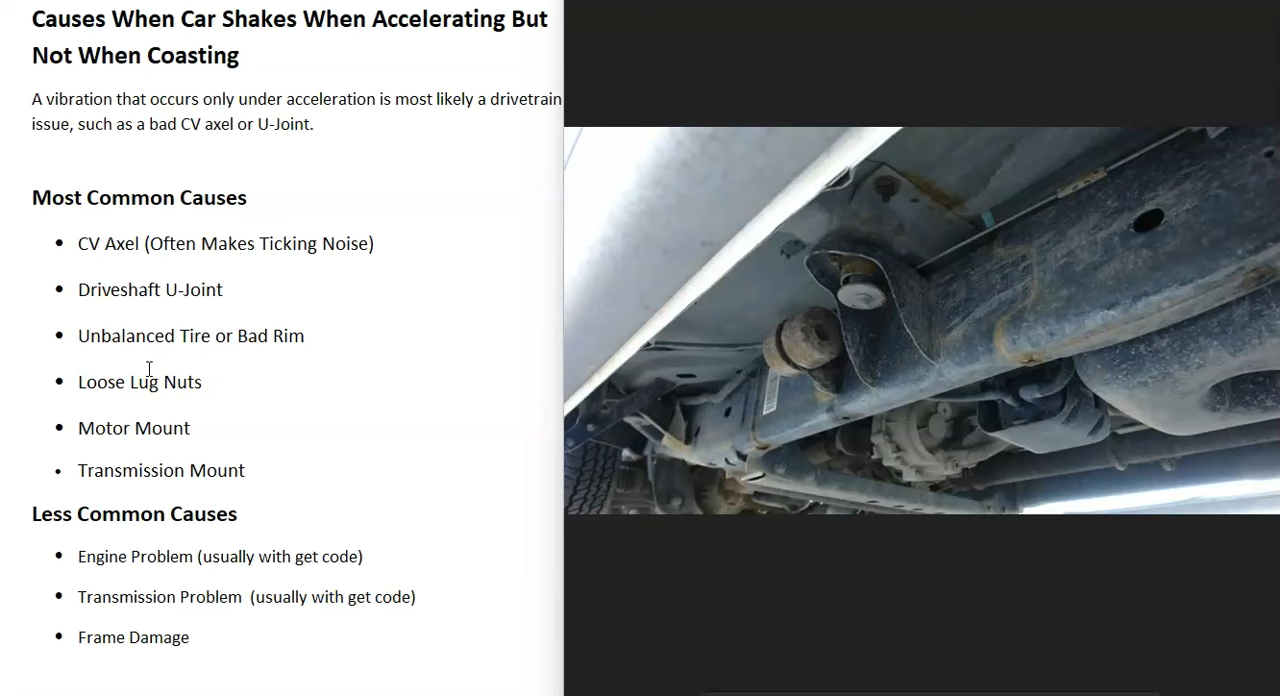 Causes When Car Shakes When Accelerating But
Not When Coasting
A vibration that occurs only under acceleration is most likely a drivetrain
issue, such as a bad CV axel or U-Joint.
Most Common Causes
• CV Axel (Often Makes Ticking Noise)
• Driveshaft U-Joint
• Unbalanced Tire or Bad Rim
• Loose Lug Nuts
• Motor Mount
• Transmission Mount
Less Common Causes
• Engine Problem (usually with get code)
• Transmission Problem  (usually with get code)
• Frame Damage